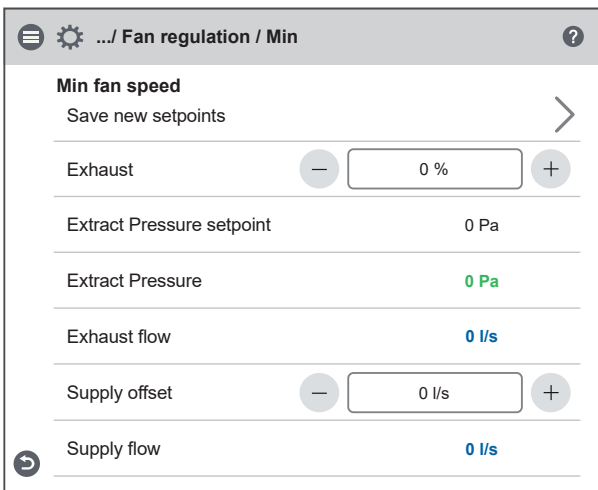 .../ Fan regulation / Min ?
Min fan speed
Save new setpoints
Exhaust − 0 % +
Extract Pressure setpoint 0 Pa
Extract Pressure 0 Pa
Exhaust flow 0 l/s
Supply offset − 0 l/s +
Supply flow 0 l/s